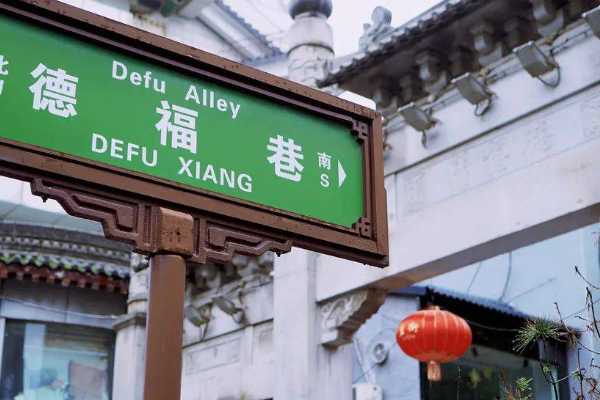 Defu Alley
德福巷
DEFU XIANG
南
S